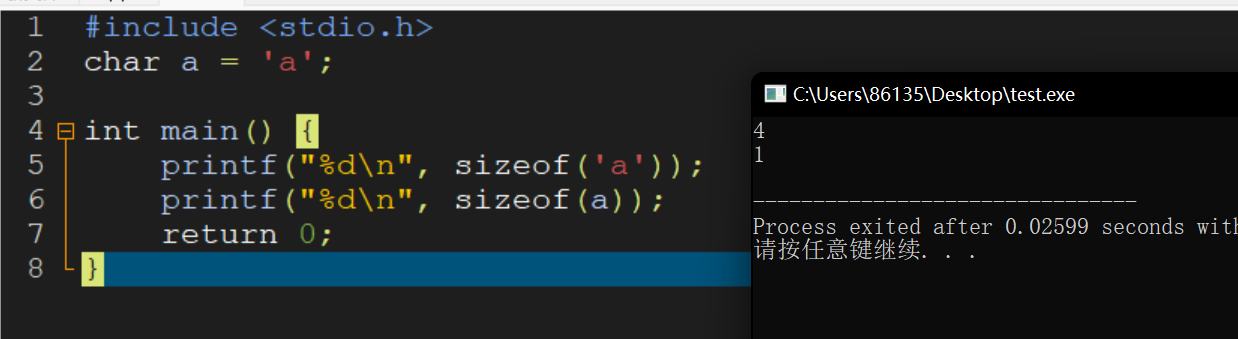 1 #include <stdio.h>
2 char a = 'a';
3
4 int main() {
5 printf("%d\n", sizeof('a'));
6 printf("%d\n", sizeof(a));
7 return 0;
8 }
C:\Users\86135\Desktop\test.exe
4
1
--------------------------------
Process exited after 0.02599 seconds with
请按任意键继续. . .